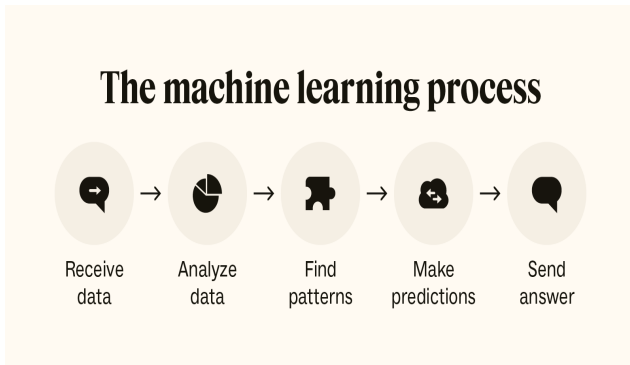 The machine learning process
Receive
data
Analyze
data
Find
patterns
Make
predictions
Send
answer